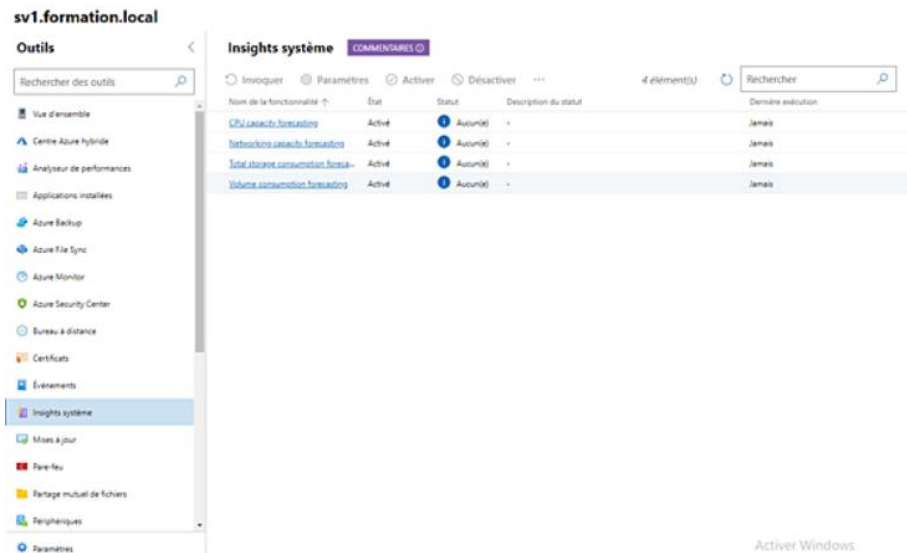 sv1.formation.local
Outils
Rechercher des outils
Vue d'ensemble
Centre Azure hybride
Analyseur de performances
Applications installées
Azure Backup
Azure File Sync
Azure Monitor
Azure Security Center
Bureau à distance
Certificats
Événements
Insights système
Mises à jour
Pare-feu
Partage mutuel de fichiers
Périphériques
Paramètres
Insights système COMMENTAIRES
Invoquer Paramètres Activer Désactiver ... 4 élément(s) Rechercher
Nom de la fonctionnalité ↑ État Statut Description du statut Dernière exécution
CPU capacity forecasting Activé Aucun(e) - Jamais
Networking capacity forecasting Activé Aucun(e) - Jamais
Total storage consumption foreca... Activé Aucun(e) - Jamais
Volume consumption forecasting Activé Aucun(e) - Jamais
Activer Windows